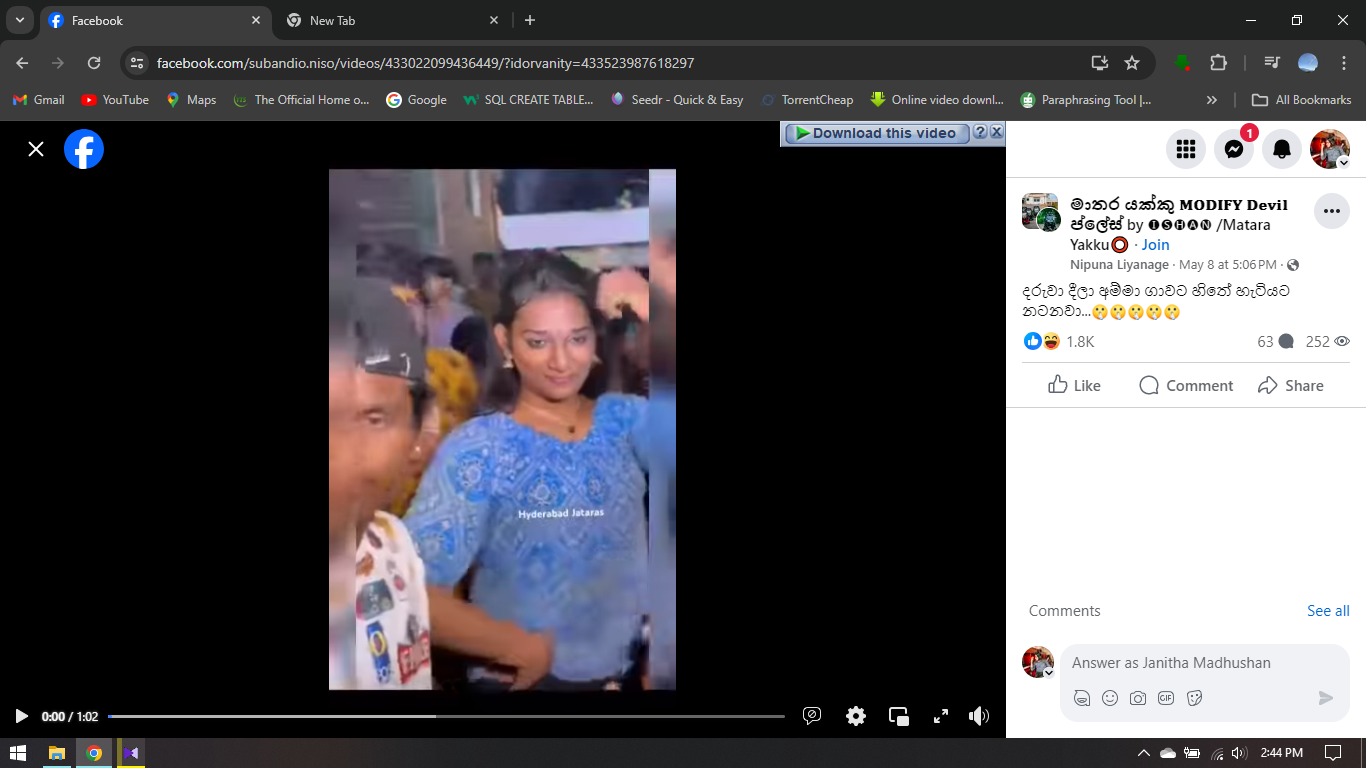 Facebook
New Tab
facebook.com/subandio.niso/videos/433022099436449/?idorvanity=433523987618297
Gmail
YouTube
Maps
The Official Home o...
Google
SQL CREATE TABLE...
Seedr - Quick & Easy
TorrentCheap
Online video downl...
Paraphrasing Tool |...
»
All Bookmarks
Download this video
?
1
මාතර යක්කු 𝐌𝐎𝐃𝐈𝐅𝐘 𝐃𝐞𝐯𝐢𝐥
ප්ලේස් by 🅘🅢🅗🅐🅝 /Matara
Yakku⭕ · Join
Nipuna Liyanage · May 8 at 5:06 PM ·
දරුවා දීලා අම්මා ගාවට හිතේ හැටියට
නටනවා...🤫🤫🤫🤫🤫
1.8K
63
252
Like
Comment
Share
Hyderabad Jataras
Comments
See all
Answer as Janitha Madhushan
GIF
0:00 / 1:02
2:44 PM